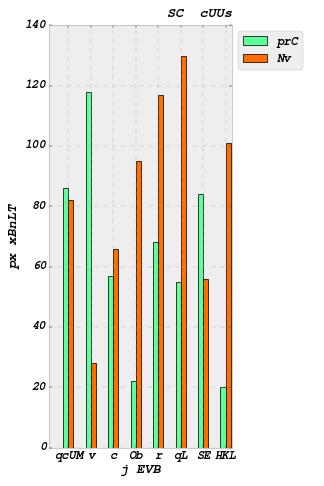 SC cUUs
prC
Nv
140
120
100
80
60
40
20
0
px xBnLT
qcUM v c Ob r qL SE HKL
j EVB